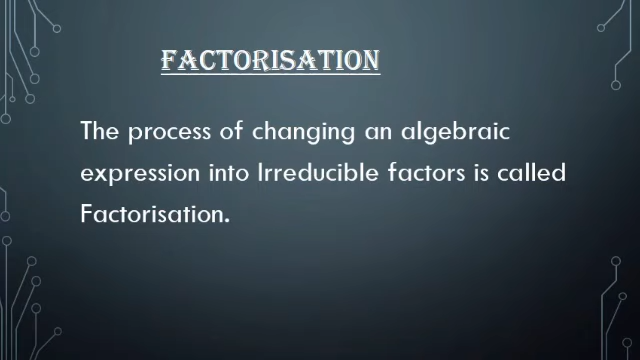 FACTORISATION
The process of changing an algebraic
expression into Irreducible factors is called
Factorisation.